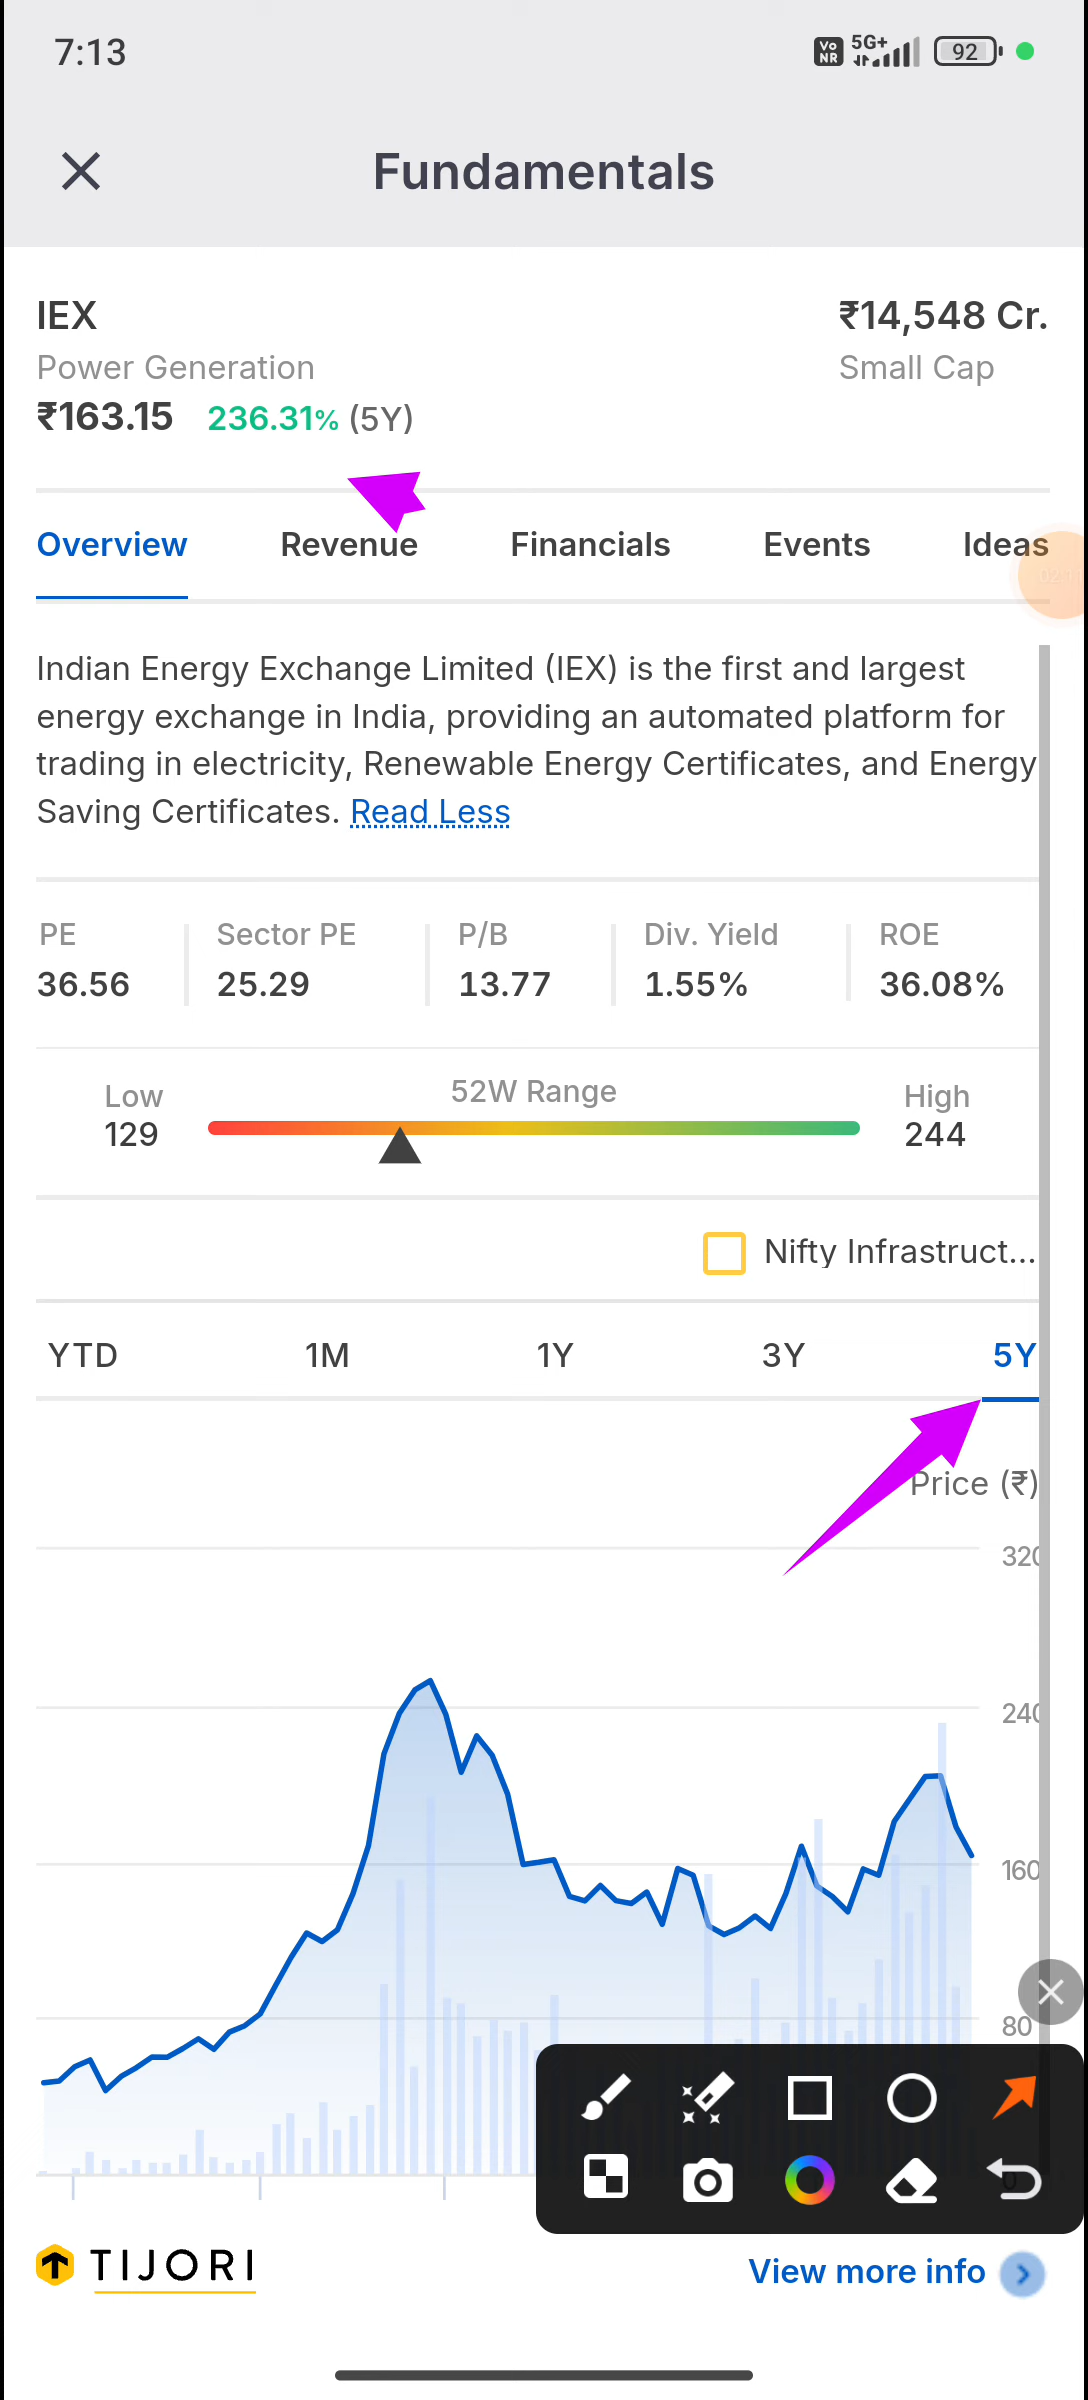 7:13
Vo NR 5G+ 92
Fundamentals
IEX ₹14,548 Cr.
Power Generation Small Cap
₹163.15 236.31% (5Y)
Overview Revenue Financials Events Ideas
Indian Energy Exchange Limited (IEX) is the first and largest
energy exchange in India, providing an automated platform for
trading in electricity, Renewable Energy Certificates, and Energy
Saving Certificates. Read Less
PE Sector PE P/B Div. Yield ROE
36.56 25.29 13.77 1.55% 36.08%
Low 52W Range High
129 244
Nifty Infrastruct...
YTD 1M 1Y 3Y 5Y
Price (₹)
320
240
160
80
0
TIJORI View more info